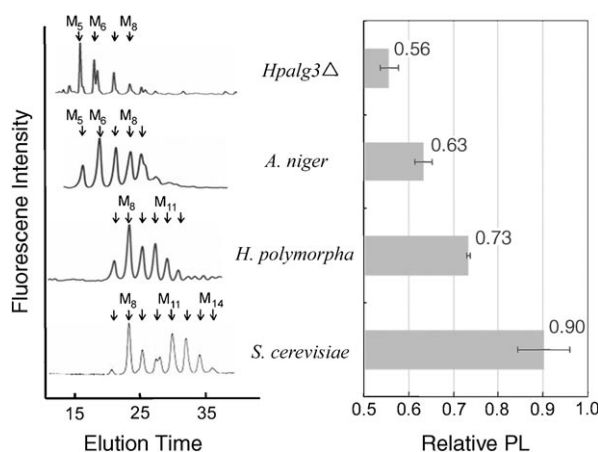 M5 M6 M8
Hpalg3Δ
0.56
M5 M6 M8
A. niger
0.63
M8 M11
H. polymorpha
0.73
M8 M11 M14
S. cerevisiae
0.90
Fluorescene Intensity
15 25 35
Elution Time
0.5 0.6 0.7 0.8 0.9 1.0
Relative PL